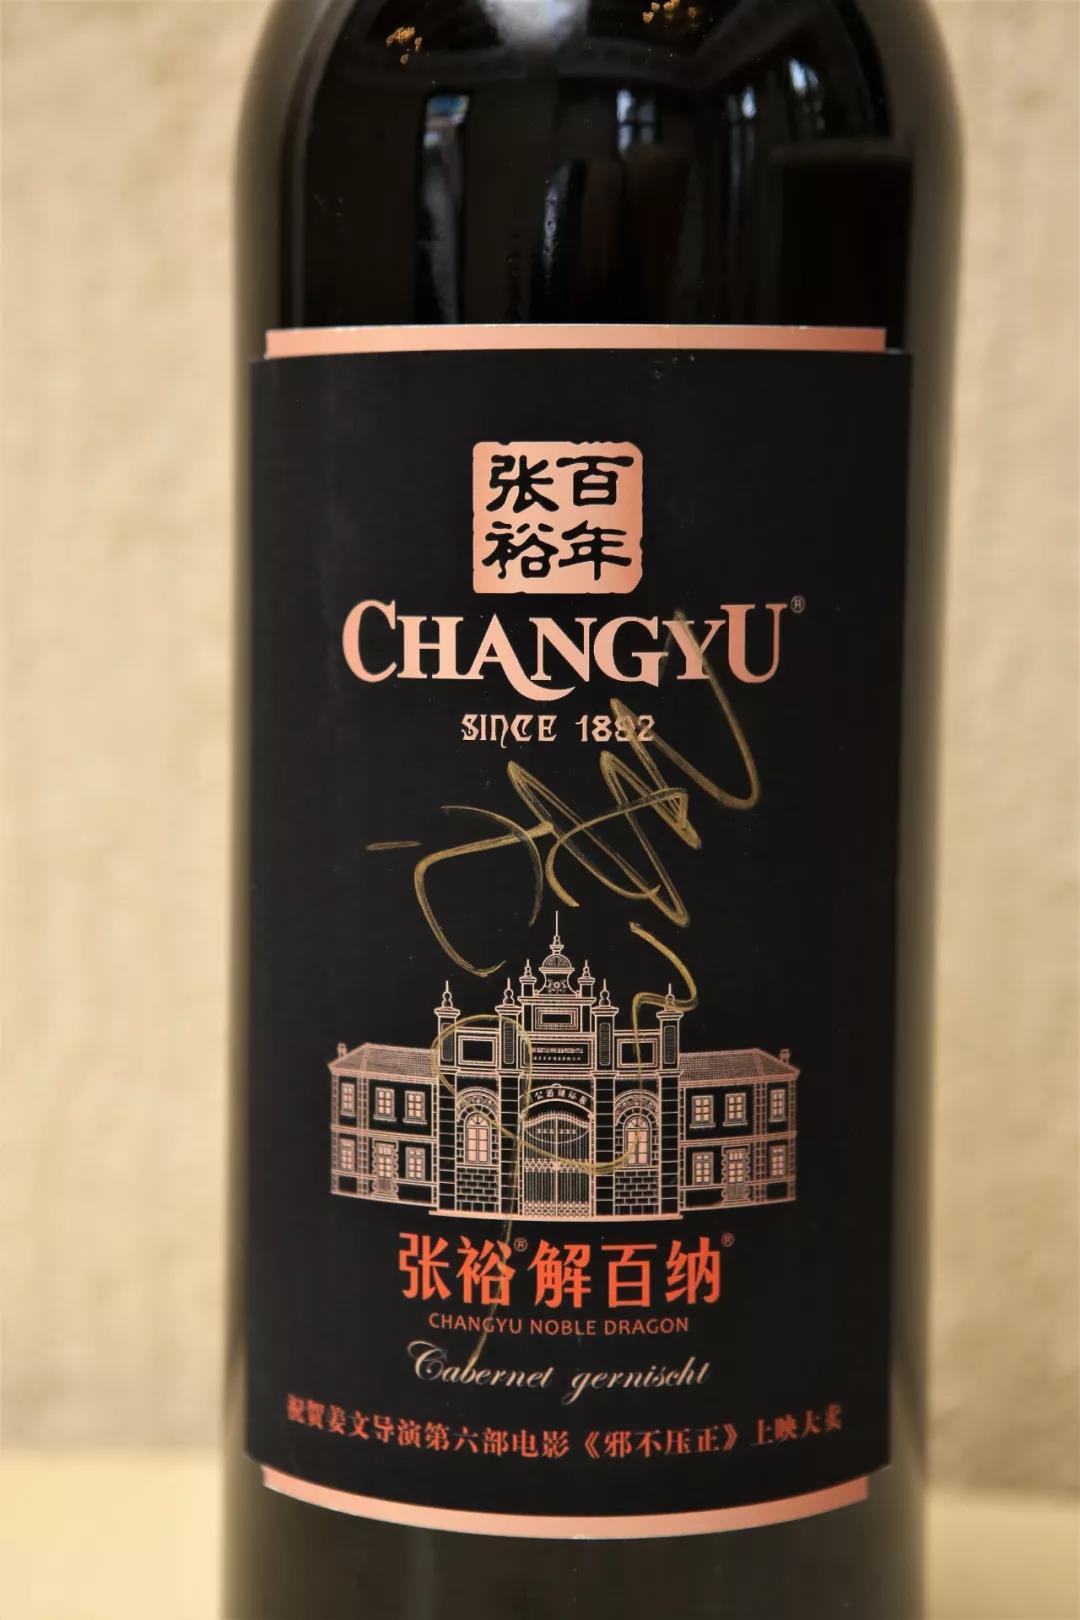 百年
张裕
CHANGYU®
SINCE 1892
张裕®解百纳®
CHANGYU NOBLE DRAGON
Cabernet gernischt
祝贺姜文导演第六部电影《邪不压正》上映大卖